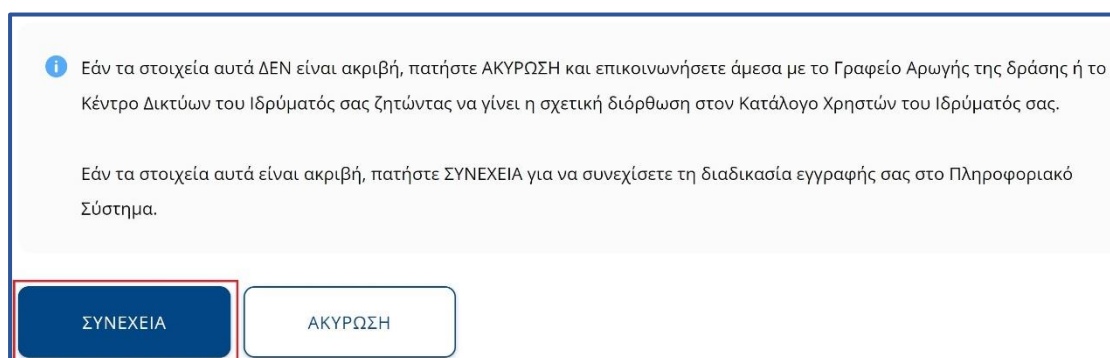 Εάν τα στοιχεία αυτά ΔΕΝ είναι ακριβή, πατήστε ΑΚΥΡΩΣΗ και επικοινωνήσετε άμεσα με το Γραφείο Αρωγής της δράσης ή το
Κέντρο Δικτύων του Ιδρύματός σας ζητώντας να γίνει η σχετική διόρθωση στον Κατάλογο Χρηστών του Ιδρύματός σας.
Εάν τα στοιχεία αυτά είναι ακριβή, πατήστε ΣΥΝΕΧΕΙΑ για να συνεχίσετε τη διαδικασία εγγραφής σας στο Πληροφοριακό
Σύστημα.
ΣΥΝΕΧΕΙΑ ΑΚΥΡΩΣΗ